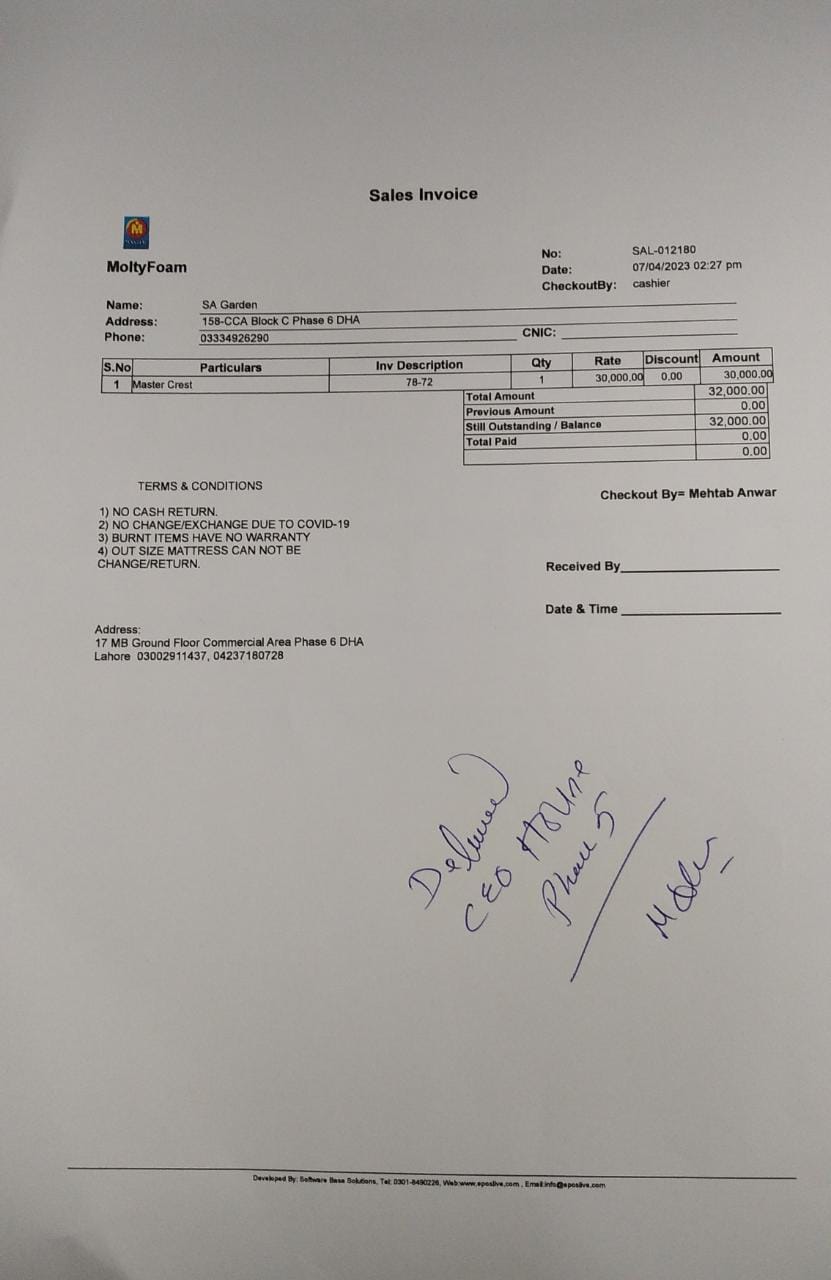 Sales Invoice
M
MoltyFoam
No: SAL-012180
Date: 07/04/2023 02:27 pm
CheckoutBy: cashier
Name: SA Garden
Address: 158-CCA Block C Phase 6 DHA
Phone: 03334926290 CNIC:
S.No Particulars Inv Description Qty Rate Discount Amount
1 Master Crest 78-72 1 30,000.00 0.00 30,000.00
Total Amount 32,000.00
Previous Amount 0.00
Still Outstanding / Balance 32,000.00
Total Paid 0.00
0.00
TERMS & CONDITIONS
Checkout By= Mehtab Anwar
1) NO CASH RETURN.
2) NO CHANGE/EXCHANGE DUE TO COVID-19
3) BURNT ITEMS HAVE NO WARRANTY
4) OUT SIZE MATTRESS CAN NOT BE
CHANGE/RETURN.
Received By
Date & Time
Address:
17 MB Ground Floor Commercial Area Phase 6 DHA
Lahore 03002911437, 04237180728
CEO House
Phase 5
Developed By: Software Base Solutions, Tel: 0301-8490226, Web:www.eposlive.com , Email:info@eposlive.com